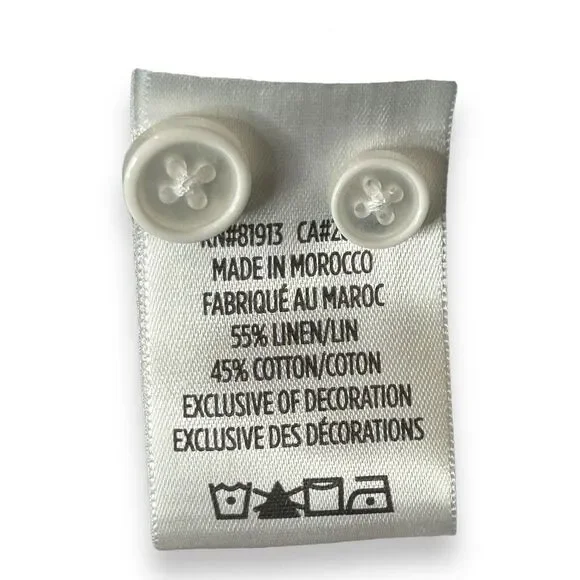 RN#81913 CA#2
MADE IN MOROCCO
FABRIQUÉ AU MAROC
55% LINEN/LIN
45% COTTON/COTON
EXCLUSIVE OF DECORATION
EXCLUSIVE DES DÉCORATIONS